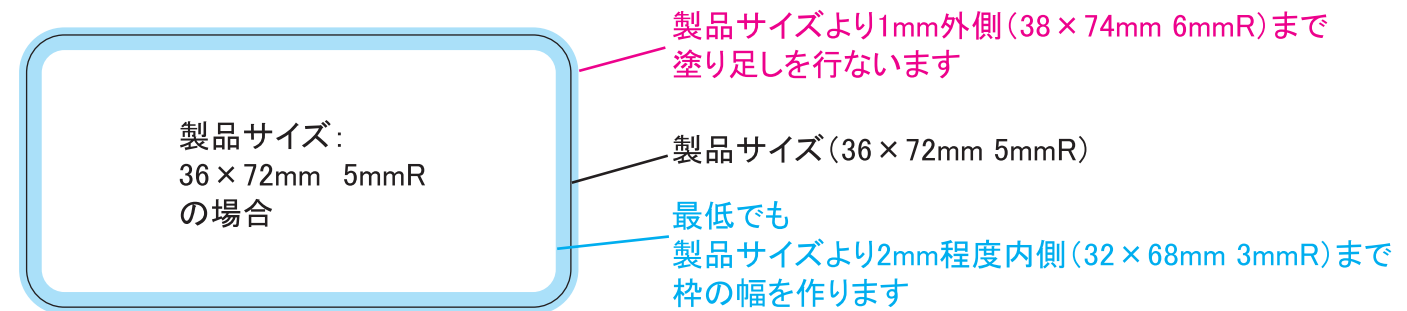 製品サイズより1mm外側（38×74mm 6mmR）まで
塗り足しを行ないます
製品サイズ：
36×72mm　5mmR
の場合
製品サイズ（36×72mm 5mmR）
最低でも
製品サイズより2mm程度内側（32×68mm 3mmR）まで
枠の幅を作ります